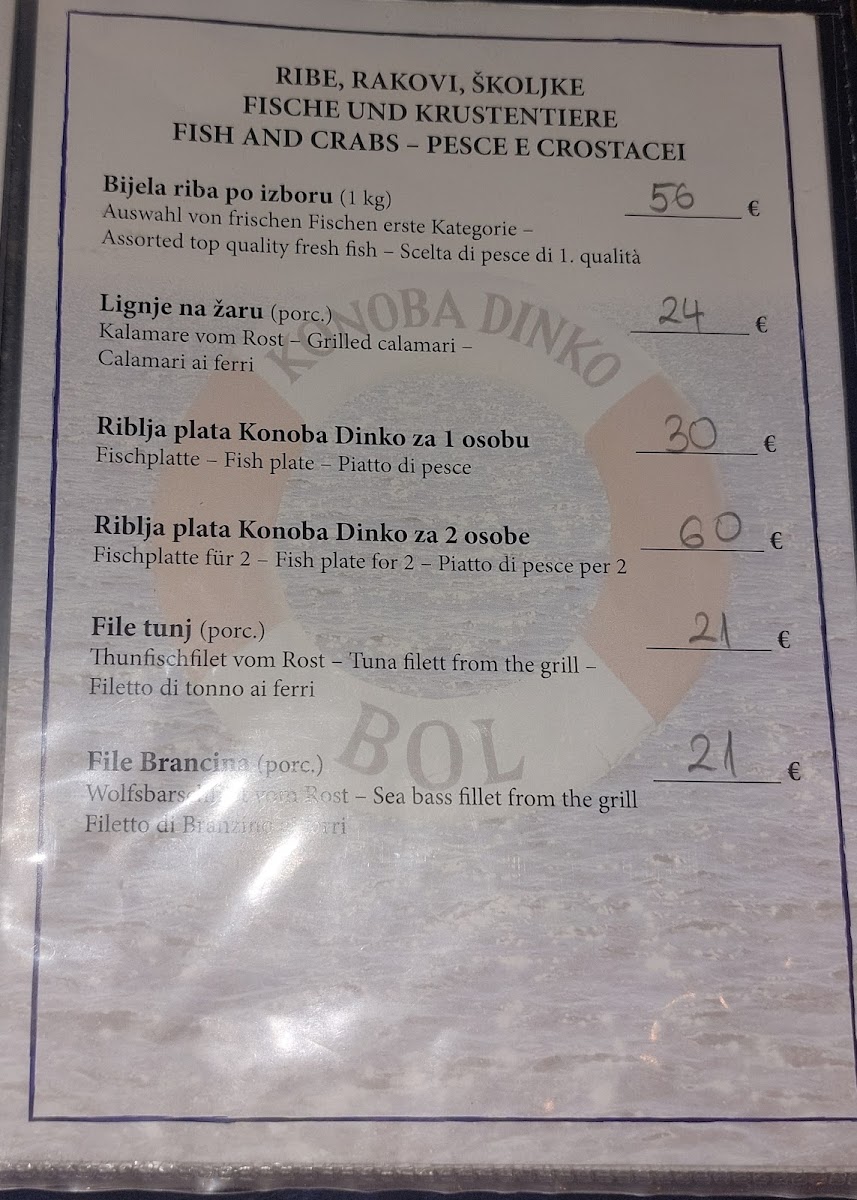 RIBE, RAKOVI, ŠKOLJKE
FISCHE UND KRUSTENTIERE
FISH AND CRABS – PESCE E CROSTACEI
Bijela riba po izboru (1 kg) 56 €
Auswahl von frischen Fischen erste Kategorie –
Assorted top quality fresh fish – Scelta di pesce di 1. qualità
Lignje na žaru (porc.) 24 €
Kalamare vom Rost – Grilled calamari –
Calamari ai ferri
KONOBA DINKO
Riblja plata Konoba Dinko za 1 osobu 30 €
Fischplatte – Fish plate – Piatto di pesce
Riblja plata Konoba Dinko za 2 osobe 60 €
Fischplatte für 2 – Fish plate for 2 – Piatto di pesce per 2
File tunj (porc.) 21 €
Thunfischfilet vom Rost – Tuna filett from the grill –
Filetto di tonno ai ferri
BOL
File Brancina (porc.) 21 €
vom Rost – Sea bass fillet from the grill
Filetto di Branzino ai ferri